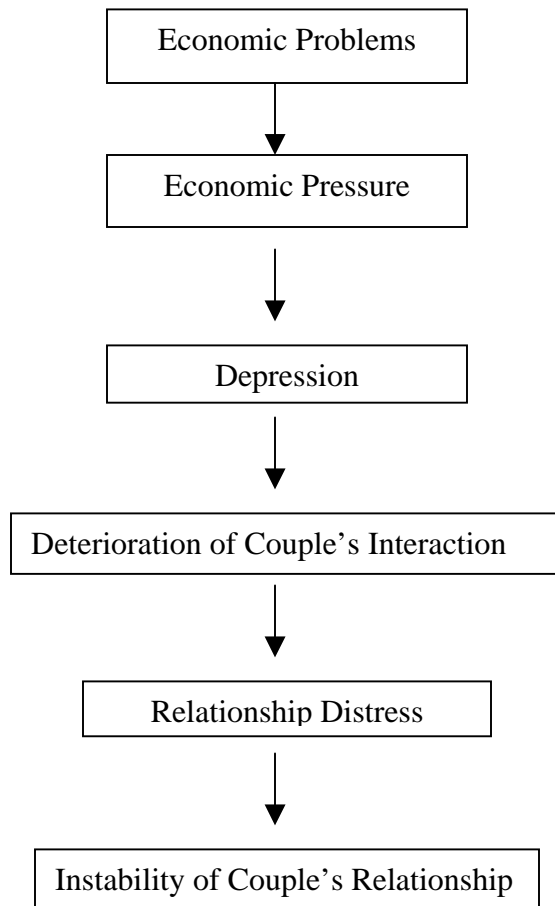 Economic Problems
Economic Pressure
Depression
Deterioration of Couple’s Interaction
Relationship Distress
Instability of Couple’s Relationship